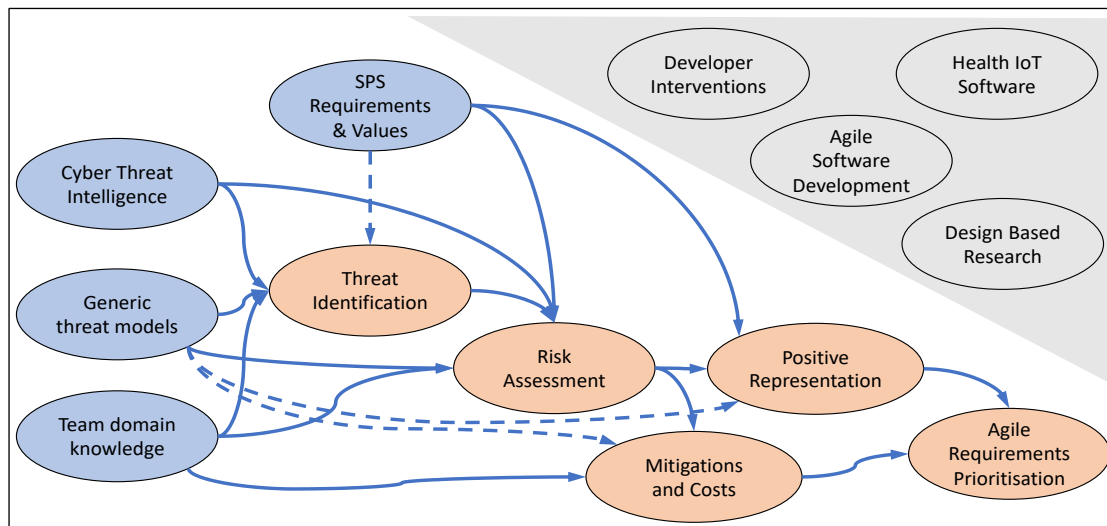 SPS
Requirements
& Values
Developer
Interventions
Health IoT
Software
Agile
Software
Development
Cyber Threat
Intelligence
Design Based
Research
Threat
Identification
Generic
threat models
Risk
Assessment
Positive
Representation
Team domain
knowledge
Mitigations
and Costs
Agile
Requirements
Prioritisation